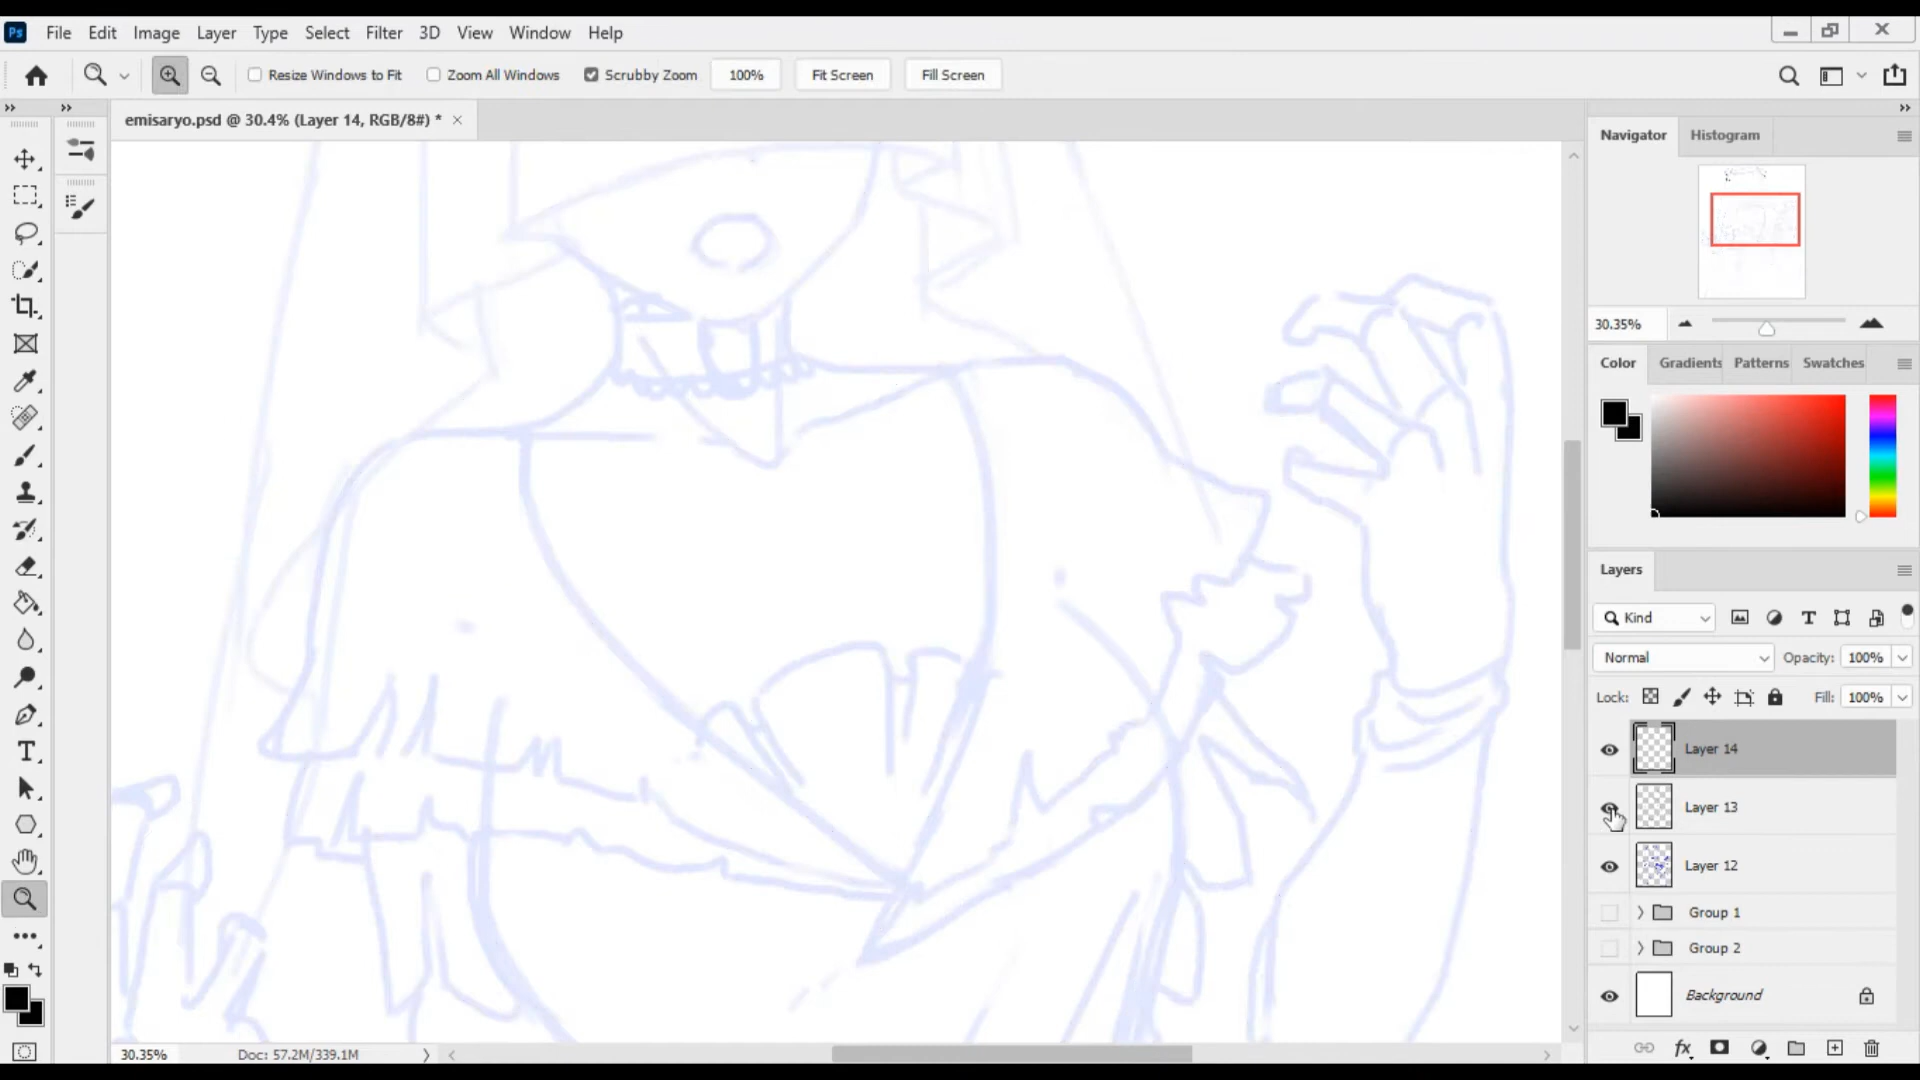 Ps File Edit Image Layer Type Select Filter 3D View Window Help
Resize Windows to Fit Zoom All Windows Scrubby Zoom 100% Fit Screen Fill Screen
emisaryo.psd @ 30.4% (Layer 14, RGB/8#) *
Navigator Histogram
30.35%
Color Gradients Patterns Swatches
Layers
Kind
Normal Opacity: 100%
Lock: Fill: 100%
Layer 14
Layer 13
Layer 12
Group 1
Group 2
Background
30.35% Doc: 57.2M/339.1M